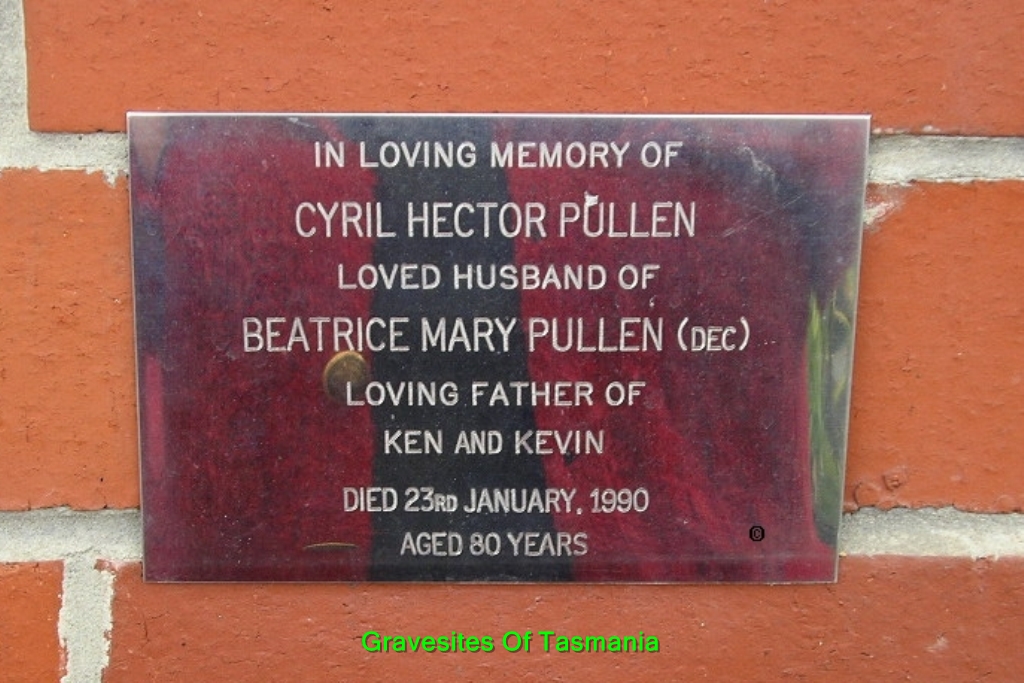 IN LOVING MEMORY OF
CYRIL HECTOR PULLEN
LOVED HUSBAND OF
BEATRICE MARY PULLEN (DEC)
LOVING FATHER OF
KEN AND KEVIN
DIED 23RD JANUARY, 1990
AGED 80 YEARS
©
Gravesites Of Tasmania